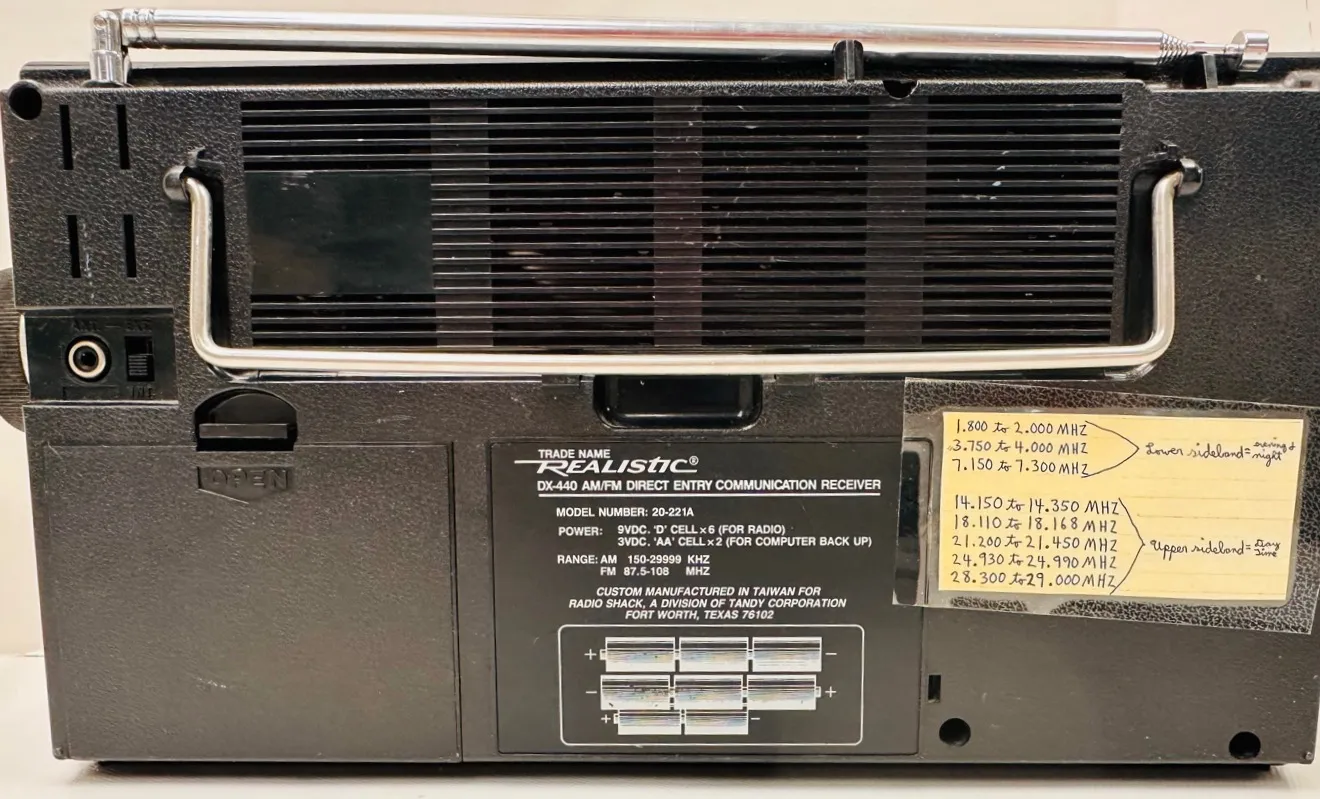 ANT. EXT.
INT
OPEN
TRADE NAME
REALISTIC®
DX-440 AM/FM DIRECT ENTRY COMMUNICATION RECEIVER
MODEL NUMBER: 20-221A
POWER: 9VDC. 'D' CELL×6 (FOR RADIO)
3VDC. 'AA' CELL×2 (FOR COMPUTER BACK UP)
RANGE: AM 150-29999 KHZ
FM 87.5-108 MHZ
CUSTOM MANUFACTURED IN TAIWAN FOR
RADIO SHACK, A DIVISION OF TANDY CORPORATION
FORT WORTH, TEXAS 76102
+ −
− +
+ −
1.800 to 2.000 MHZ
3.750 to 4.000 MHZ
7.150 to 7.300 MHZ
Lower sideband = evening &
night
14.150 to 14.350 MHZ
18.110 to 18.168 MHZ
21.200 to 21.450 MHZ
24.930 to 24.990 MHZ
28.300 to 29.000 MHZ
Upper sideband = Day
Time